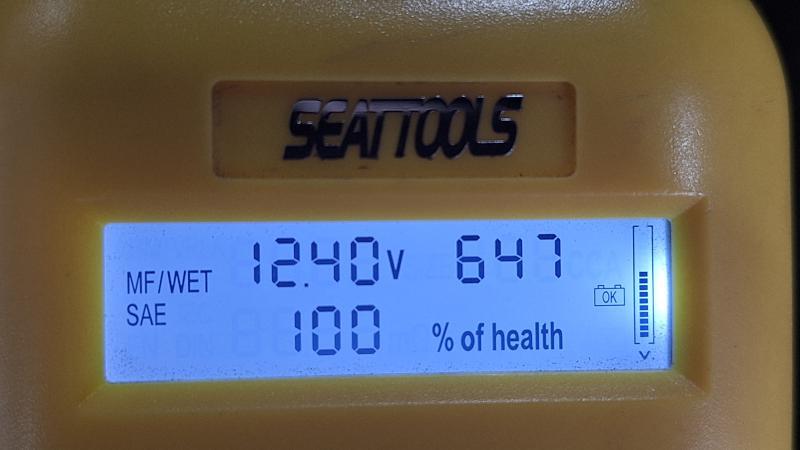 SEATTOOLS
MF/WET 12.40V 647
SAE 100 % of health
OK
V